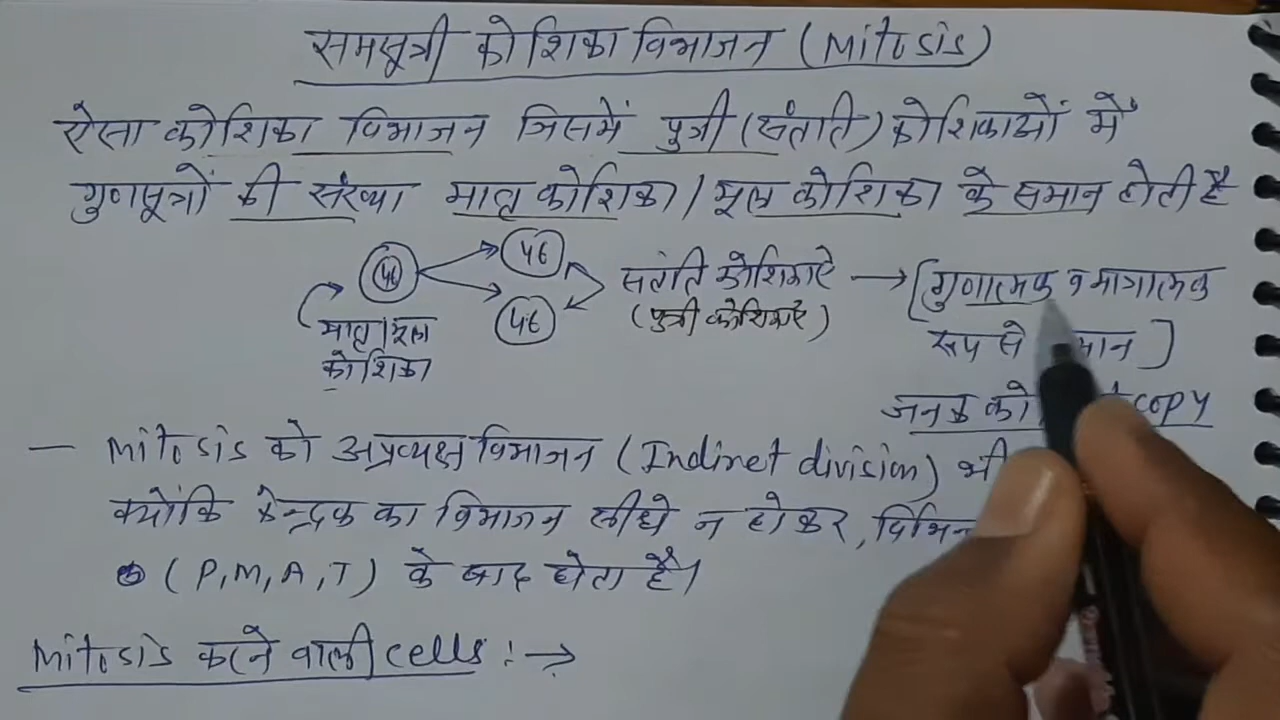 समसूत्री कोशिका विभाजन (Mitosis)
ऐसा कोशिका विभाजन जिसमें पुत्री (संतति) कोशिकाओं में
गुणसूत्रों की संख्या मातृ कोशिका / मूल कोशिका के समान होती है
46
46
46
संतति कोशिकाएं → [गुणात्मक व मात्रात्मक
(पुत्री कोशिकाएं)
रूप से मान]
मातृ/मूल
कोशिका
जनक को copy
— Mitosis को अप्रत्यक्ष विभाजन (Indirect division) भी
क्योंकि केन्द्रक का विभाजन सीधे न होकर,
(P,M,A,T) के बाद होता है।
Mitosis करने वाली cells :→